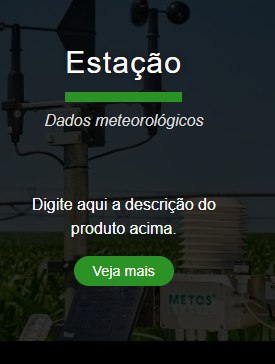 Estação
Dados meteorológicos
Digite aqui a descrição do
produto acima.
Veja mais
METOS